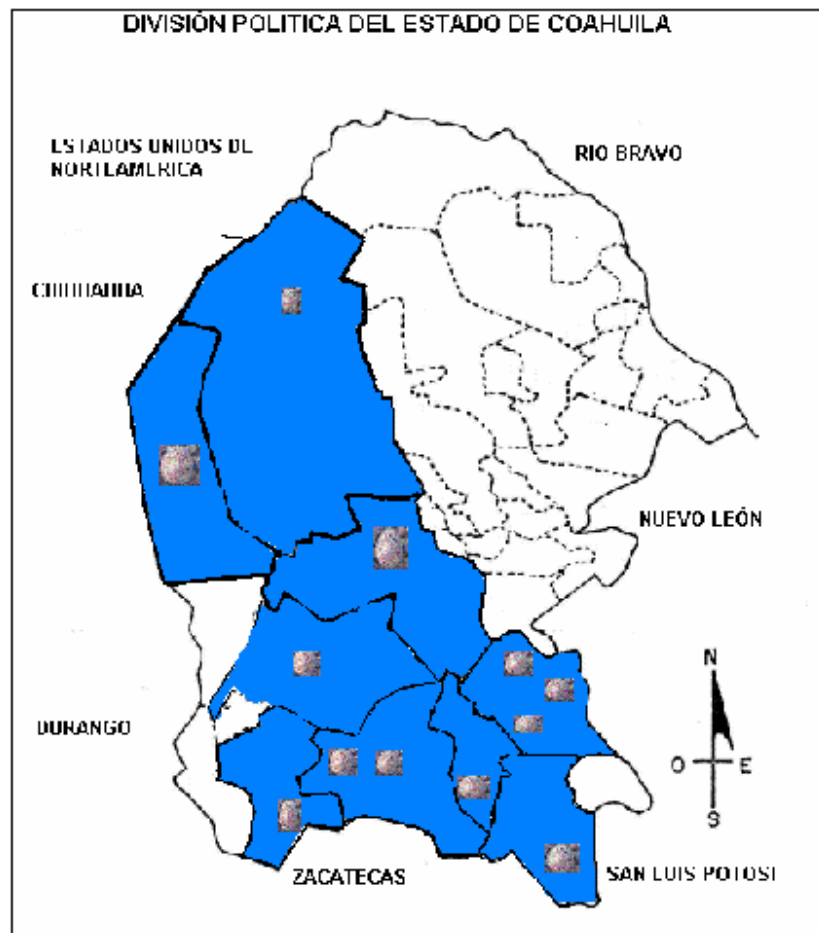 DIVISIÓN POLITICA DEL ESTADO DE COAHUILA
ESTADOS UNIDOS DE
NORTEAMERICA
RIO BRAVO
CHIHUAHUA
NUEVO LEÓN
N
DURANGO
O E
S
ZACATECAS
SAN LUIS POTOSI